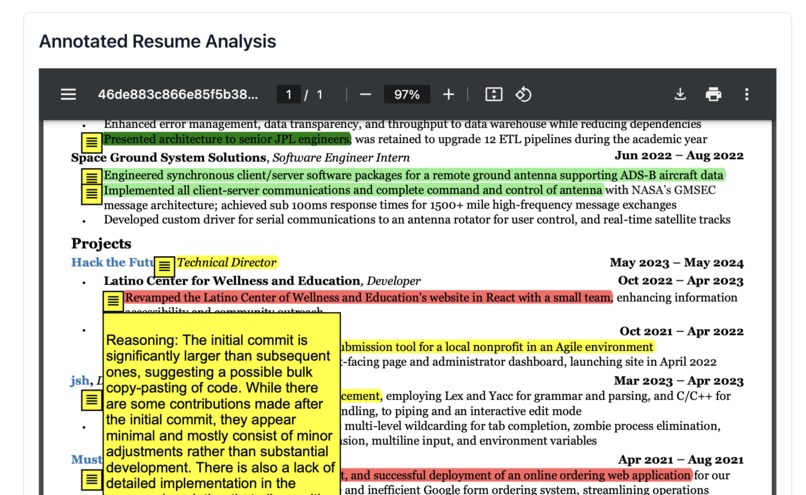 Annotated Resume Analysis
46de883c866e85f5b38... 1 / 1 97%
Enhanced error management, data transparency, and throughput to data warehouse while reducing dependencies
Presented architecture to senior JPL engineers, was retained to upgrade 12 ETL pipelines during the academic year
Space Ground System Solutions, Software Engineer Intern Jun 2022 – Aug 2022
Engineered synchronous client/server software packages for a remote ground antenna supporting ADS-B aircraft data
Implemented all client-server communications and complete command and control of antenna with NASA's GMSEC
message architecture; achieved sub 100ms response times for 1500+ mile high-frequency message exchanges
Developed custom driver for serial communications to an antenna rotator for user control, and real-time satellite tracks
Projects
Hack the Futu Technical Director May 2023 – May 2024
Latino Center for Wellness and Education, Developer Oct 2022 – Apr 2023
Revamped the Latino Center of Wellness and Education's website in React with a small team, enhancing information
accessibility and community outreach
Oct 2021 – Apr 2022
ubmission tool for a local nonprofit in an Agile environment
t-facing page and administrator dashboard, launching site in April 2022
jsh, Mar 2023 – Apr 2023
cement, employing Lex and Yacc for grammar and parsing, and C/C++ for
ndling, to piping and an interactive edit mode
multi-level wildcarding for tab completion, zombie process elimination,
sion, multiline input, and environment variables
Must Apr 2021 – Aug 2021
t, and successful deployment of an online ordering web application for our
and inefficient Google form ordering system, streamlining operations
Reasoning: The initial commit is
significantly larger than subsequent
ones, suggesting a possible bulk
copy-pasting of code. While there
are some contributions made after
the initial commit, they appear
minimal and mostly consist of minor
adjustments rather than substantial
development. There is also a lack of
detailed implementation in the